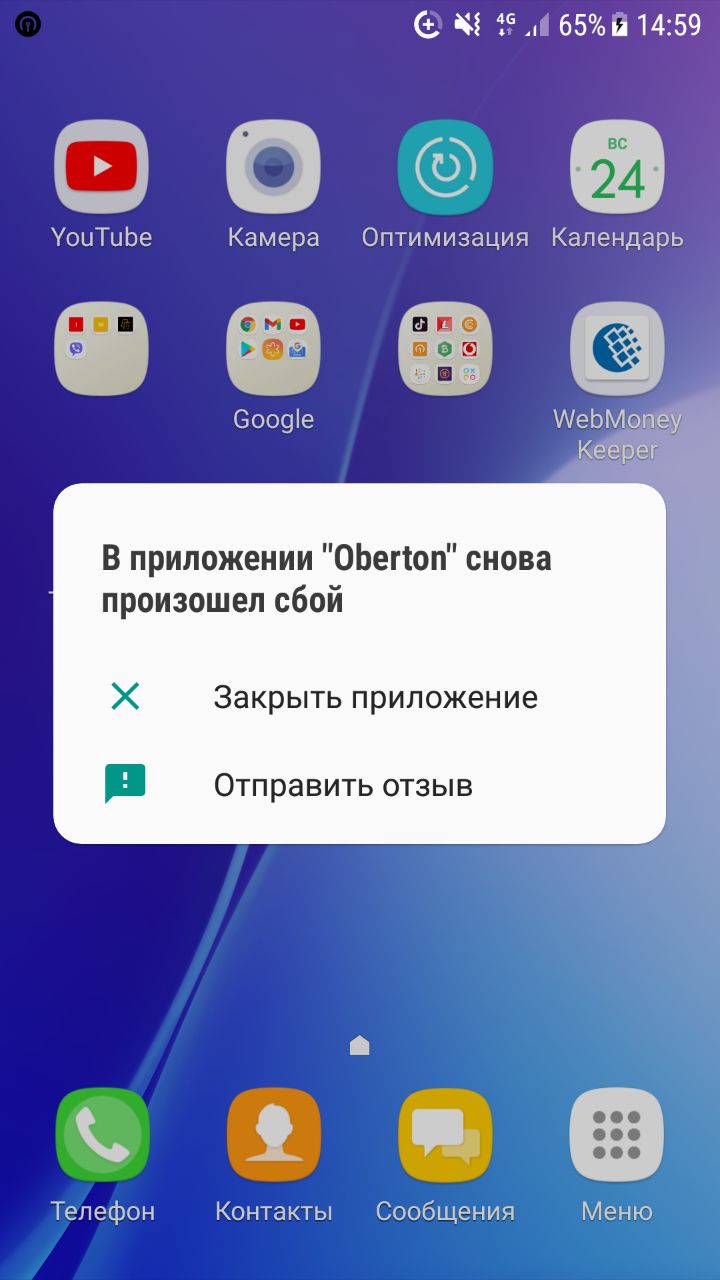 4G 65% 14:59
ВС
24
YouTube Камера Оптимизация Календарь
Google WebMoney
Keeper
В приложении "Oberton" снова
произошел сбой
Закрыть приложение
Отправить отзыв
Телефон Контакты Сообщения Меню